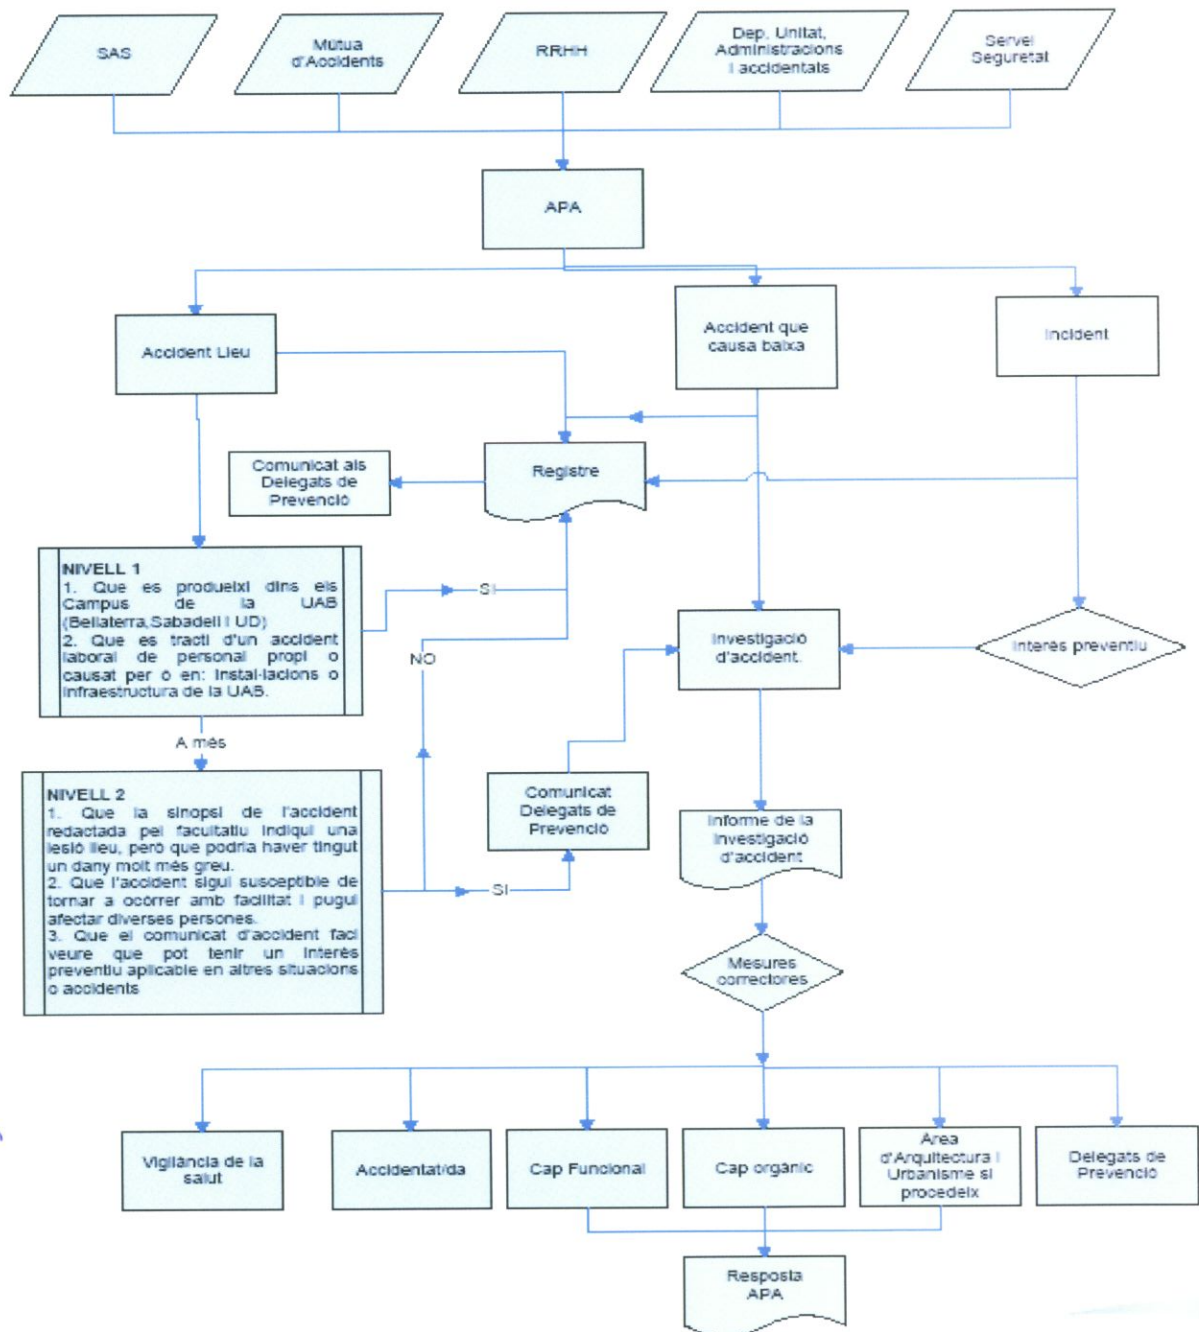 SAS
Mútua
d'Accidents
RRHH
Dep, Unitat,
Administracions
i accidentats
Servei
Seguretat
APA
Accident Lleu
Accident que
causa baixa
Incident
Comunicat als
Delegats de
Prevenció
Registre
NIVELL 1
1. Que es produeixi dins els
Campus de la UAB
(Bellaterra,Sabadell i UD)
2. Que es tracti d'un accident
laboral de personal propi o
causat per o en: instal·lacions o
infraestructura de la UAB.
SI
NO
Investigació
d'accident.
Interès preventiu
A més
NIVELL 2
1. Que la sinopsi de l'accident
redactada pel facultatiu indiqui una
lesió lleu, però que podria haver tingut
un dany molt més greu.
2. Que l'accident sigui susceptible de
tornar a ocórrer amb facilitat i pugui
afectar diverses persones.
3. Que el comunicat d'accident faci
veure que pot tenir un interès
preventiu aplicable en altres situacions
o accidents
SI
Comunicat
Delegats de
Prevenció
Informe de la
investigació
d'accident
Mesures
correctores
Vigilància de la
salut
Accidentat/da
Cap Funcional
Cap orgànic
Area
d'Arquitectura i
Urbanisme si
procedeix
Delegats de
Prevenció
Resposta
APA